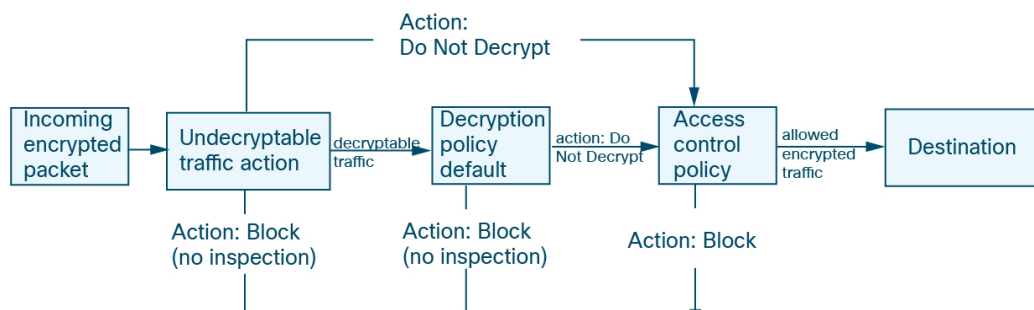 Action:
Do Not Decrypt
Incoming
encrypted
packet
Undecryptable
traffic action
decryptable
traffic
Decryption
policy
default
action: Do
Not Decrypt
Access
control
policy
allowed
encrypted
traffic
Destination
Action: Block
(no inspection)
Action: Block
(no inspection)
Action: Block